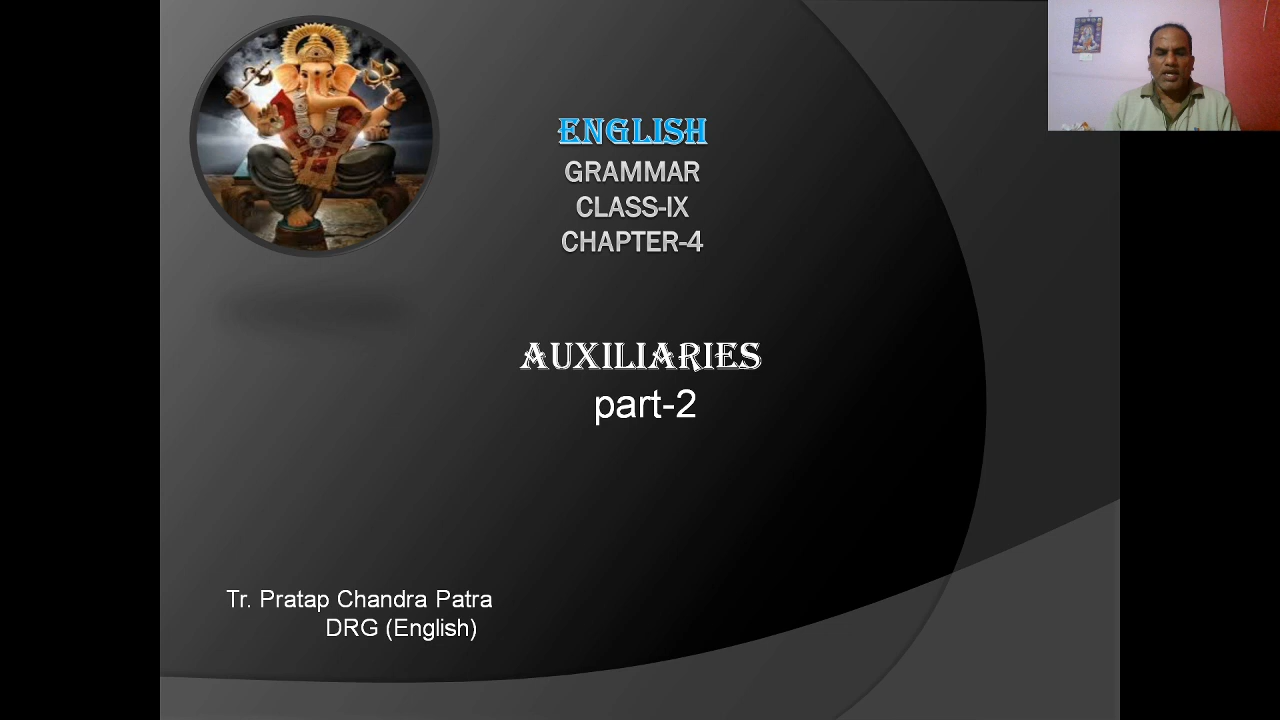 ENGLISH
GRAMMAR
CLASS-IX
CHAPTER-4
AUXILIARIES
part-2
Tr. Pratap Chandra Patra
DRG (English)